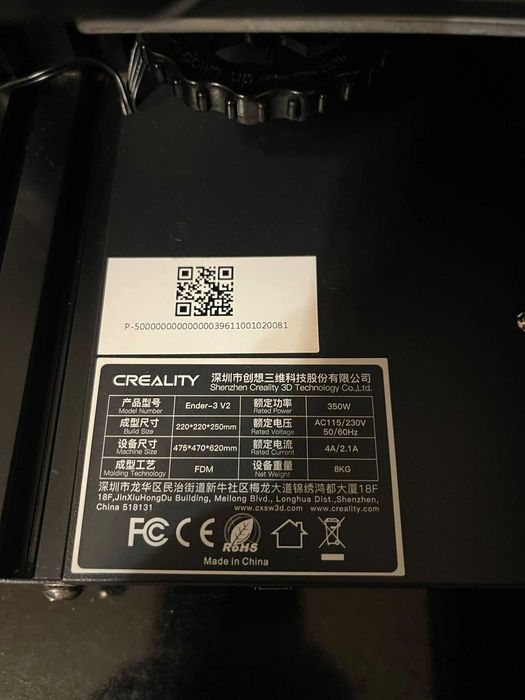 P-5000000000000039611001020081
CREALITY 深圳市创想三维科技股份有限公司
Shenzhen Creality 3D Technology Co,.Ltd.
产品型号 Ender-3 V2 额定功率 350W
Model Number Rated Power
成型尺寸 220*220*250mm 额定电压 AC115/230V
Build Size Rated Voltage 50/60Hz
设备尺寸 475*470*620mm 额定电流 4A/2.1A
Machine Size Rated Current
成型工艺 FDM 设备重量 8KG
Molding Technology Net Weight
深圳市龙华区民治街道新牛社区梅龙大道锦绣鸿都大厦18F
18F,JinXiuHongDu Building, Meilong Blvd., Longhua Dist.,Shenzhen,
China 518131 www.cxsw3d.com www.creality.com
FC CE RoHS
Made in China